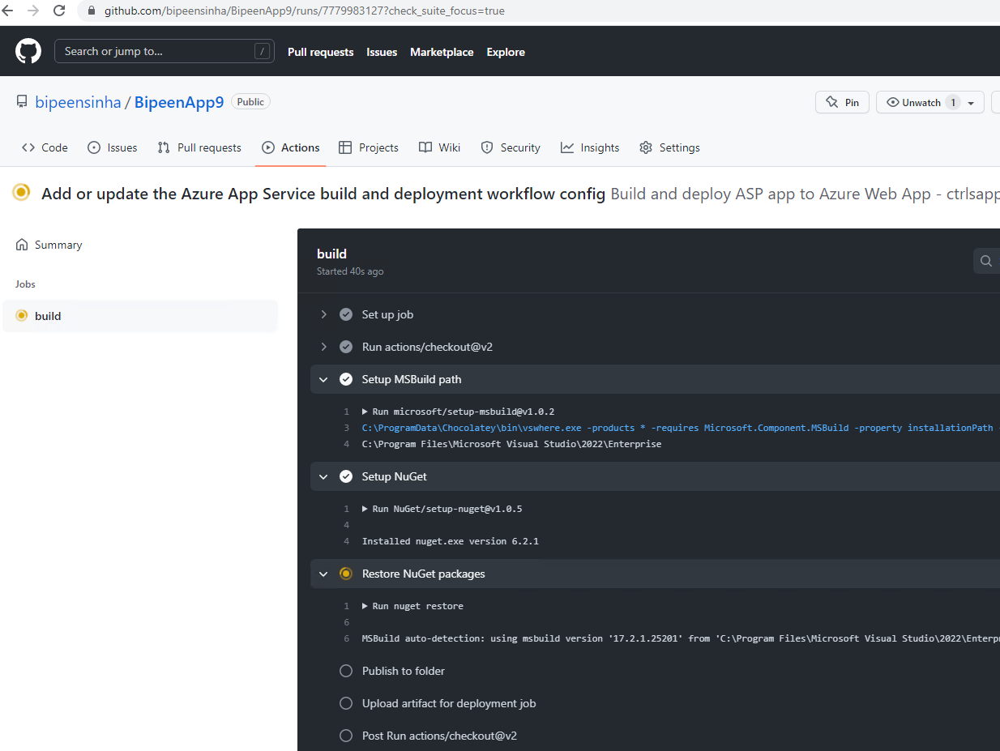 github.com/bipeensinha/BipeenApp9/runs/7779983127?check_suite_focus=true
Search or jump to... / Pull requests Issues Marketplace Explore
bipeensinha / BipeenApp9 Public Pin Unwatch 1
Code Issues Pull requests Actions Projects Wiki Security Insights Settings
Add or update the Azure App Service build and deployment workflow config Build and deploy ASP app to Azure Web App - ctrlsapp
Summary
Jobs
build
build
Started 40s ago
Set up job
Run actions/checkout@v2
Setup MSBuild path
1 Run microsoft/setup-msbuild@v1.0.2
3 C:\ProgramData\Chocolatey\bin\vswhere.exe -products * -requires Microsoft.Component.MSBuild -property installationPath
4 C:\Program Files\Microsoft Visual Studio\2022\Enterprise
Setup NuGet
1 Run NuGet/setup-nuget@v1.0.5
4
4 Installed nuget.exe version 6.2.1
Restore NuGet packages
1 Run nuget restore
6
6 MSBuild auto-detection: using msbuild version '17.2.1.25201' from 'C:\Program Files\Microsoft Visual Studio\2022\Enterp
Publish to folder
Upload artifact for deployment job
Post Run actions/checkout@v2